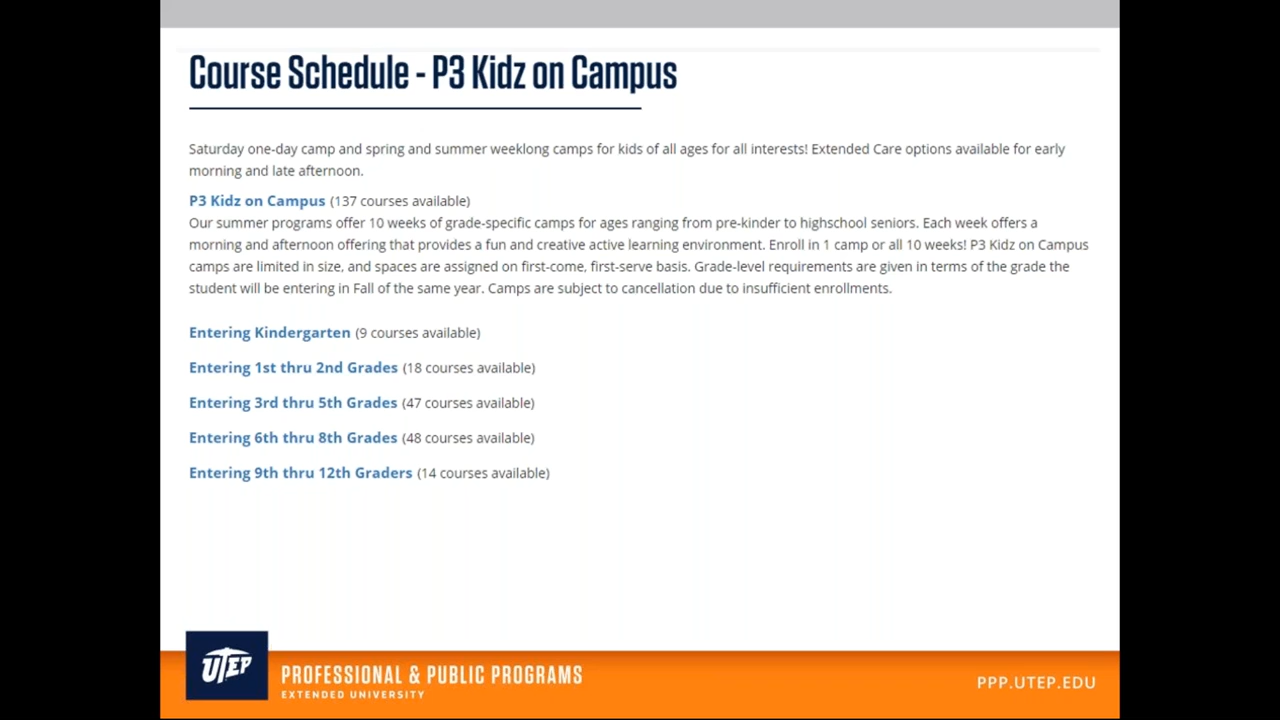 Course Schedule - P3 Kidz on Campus
Saturday one-day camp and spring and summer weeklong camps for kids of all ages for all interests! Extended Care options available for early
morning and late afternoon.
P3 Kidz on Campus (137 courses available)
Our summer programs offer 10 weeks of grade-specific camps for ages ranging from pre-kinder to highschool seniors. Each week offers a
morning and afternoon offering that provides a fun and creative active learning environment. Enroll in 1 camp or all 10 weeks! P3 Kidz on Campus
camps are limited in size, and spaces are assigned on first-come, first-serve basis. Grade-level requirements are given in terms of the grade the
student will be entering in Fall of the same year. Camps are subject to cancellation due to insufficient enrollments.
Entering Kindergarten (9 courses available)
Entering 1st thru 2nd Grades (18 courses available)
Entering 3rd thru 5th Grades (47 courses available)
Entering 6th thru 8th Grades (48 courses available)
Entering 9th thru 12th Graders (14 courses available)
UTEP
PROFESSIONAL & PUBLIC PROGRAMS
EXTENDED UNIVERSITY
PPP.UTEP.EDU